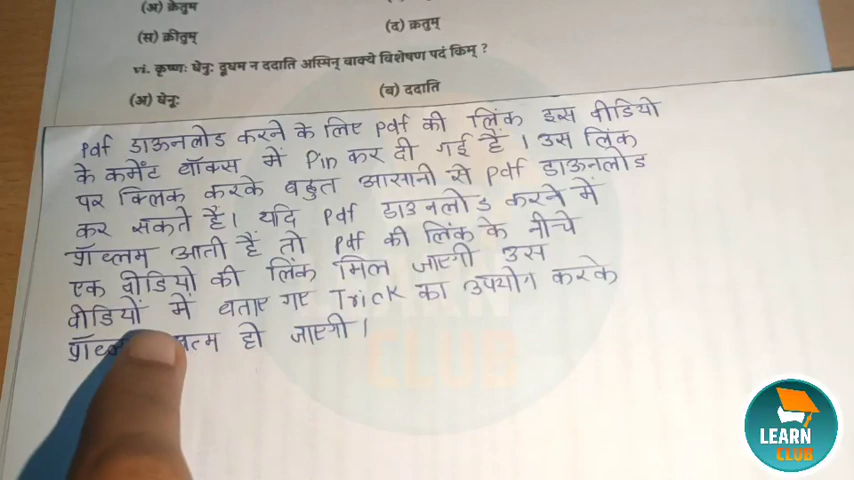 (अ) क्रेतुम
(स) क्रीतुम्
(द) क्रतुम्
vi. कृष्णः धेनुः दुग्धम न ददाति अस्मिन् वाक्ये विशेषण पदं किम् ?
(अ) धेनूः
(ब) ददाति
Pdf डाऊनलोड करने के लिए Pdf की लिंक इस वीडियो
के कमेंट बॉक्स में Pin कर दी गई हैं । उस लिंक
पर क्लिक करके बहुत आसानी से Pdf डाऊनलोड
कर सकते हैं। यदि Pdf डाउनलोड करने में
प्रॉब्लम आती हैं तो Pdf की लिंक के नीचे
एक वीडियो की लिंक मिल जाएगी उस
वीडियों में बताए गए Trick का उपयोग करके
हो जाएगी।
LEARN CLUB
LEARN
CLUB